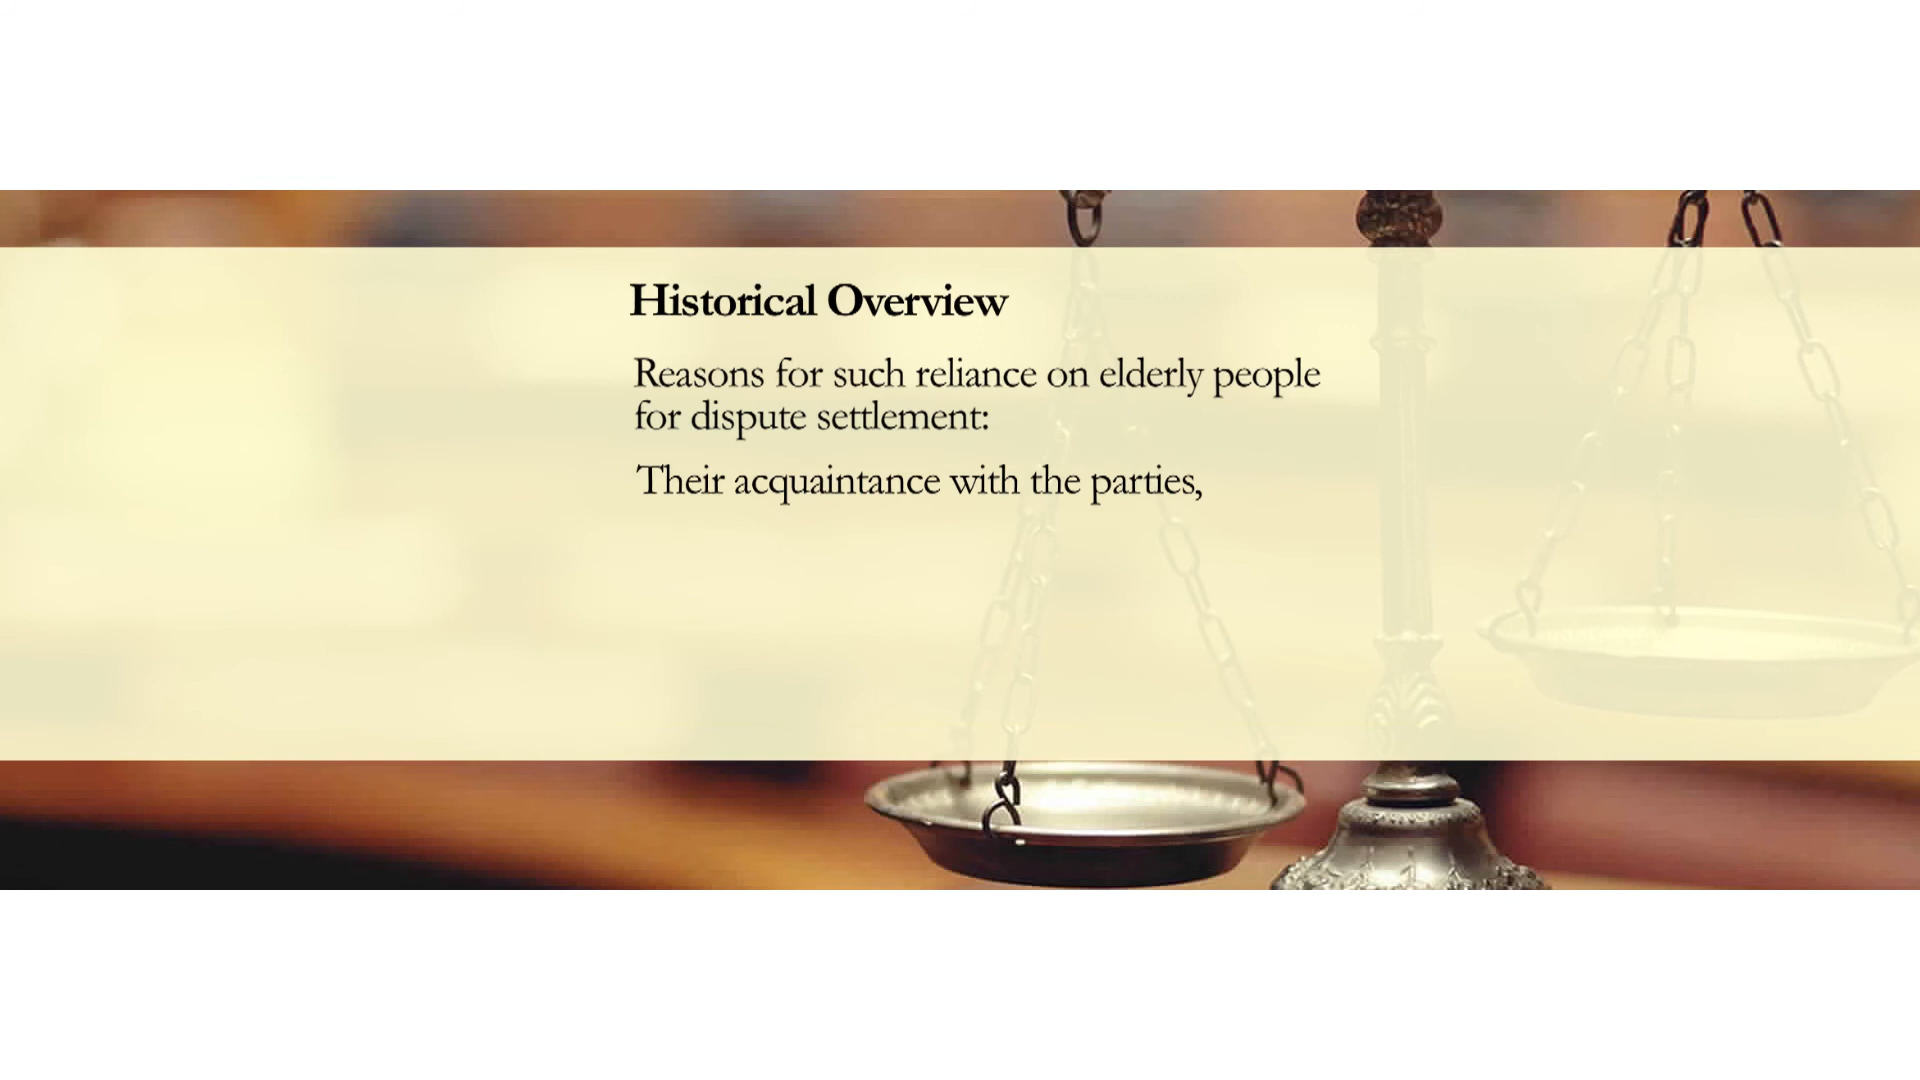 Historical Overview
Reasons for such reliance on elderly people
for dispute settlement:
Their acquaintance with the parties,